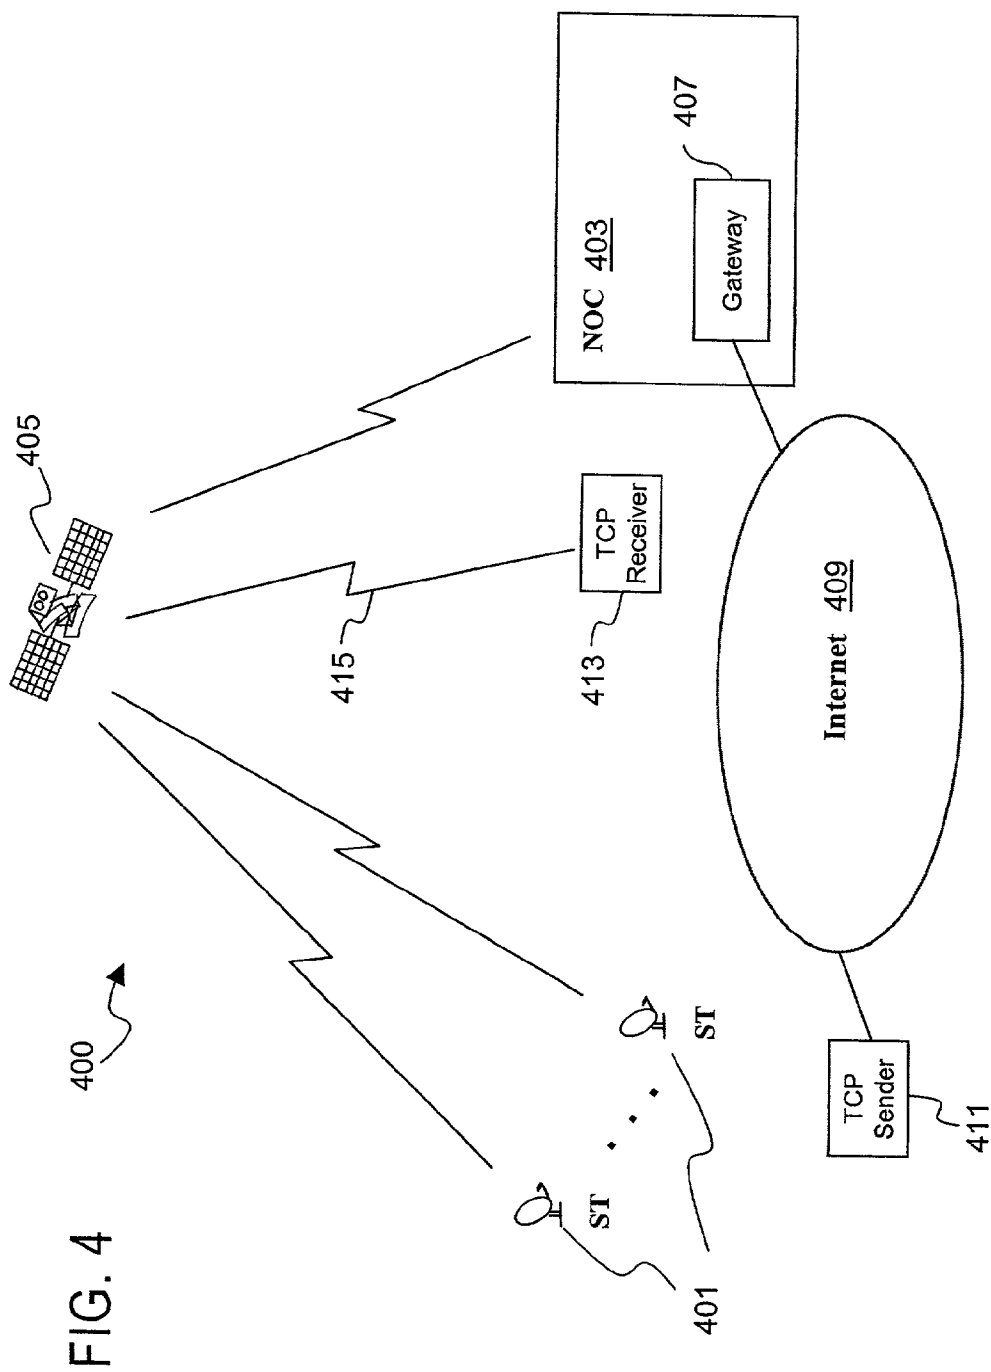 FIG. 4
400
405
401
ST
ST
415
413
TCP
Receiver
NOC 403
407
Gateway
Internet 409
TCP
Sender
411